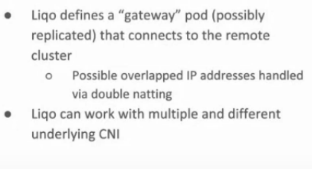 ● Liqo defines a “gateway” pod (possibly
replicated) that connects to the remote
cluster
○ Possible overlapped IP addresses handled
via double natting
● Liqo can work with multiple and different
underlying CNI